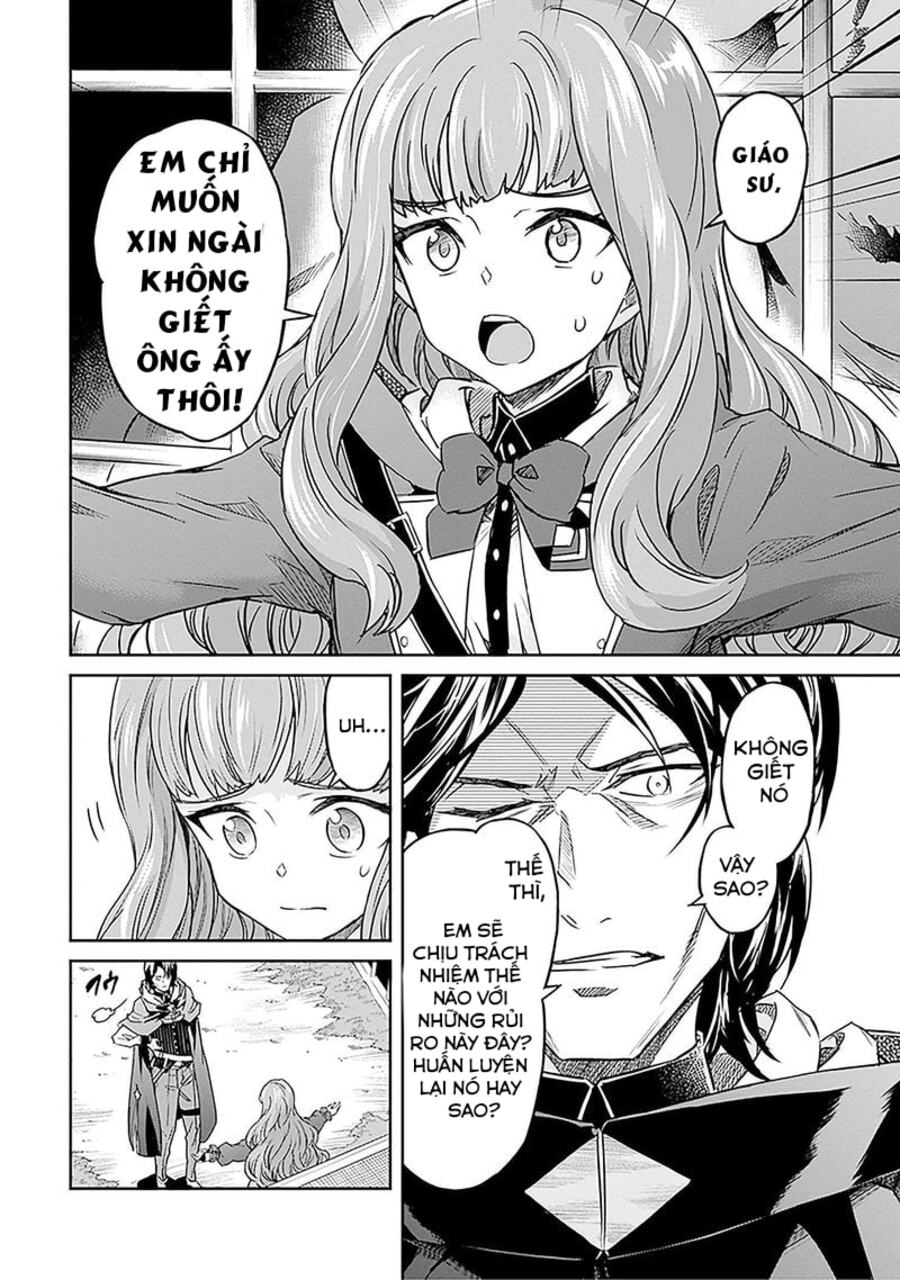 GIÁO
SƯ,
EM CHỈ
MUỐN
XIN NGÀI
KHÔNG
GIẾT
ÔNG ẤY
THÔI!
KHÔNG
GIẾT
NÓ
VẬY
SAO?
THẾ
THÌ,
EM SẼ
CHỊU TRÁCH
NHIỆM THẾ
NÀO VỚI
NHỮNG RỦI
RO NÀY ĐÂY?
HUẤN LUYỆN
LẠI NÓ HAY
SAO?
UH...
フウ